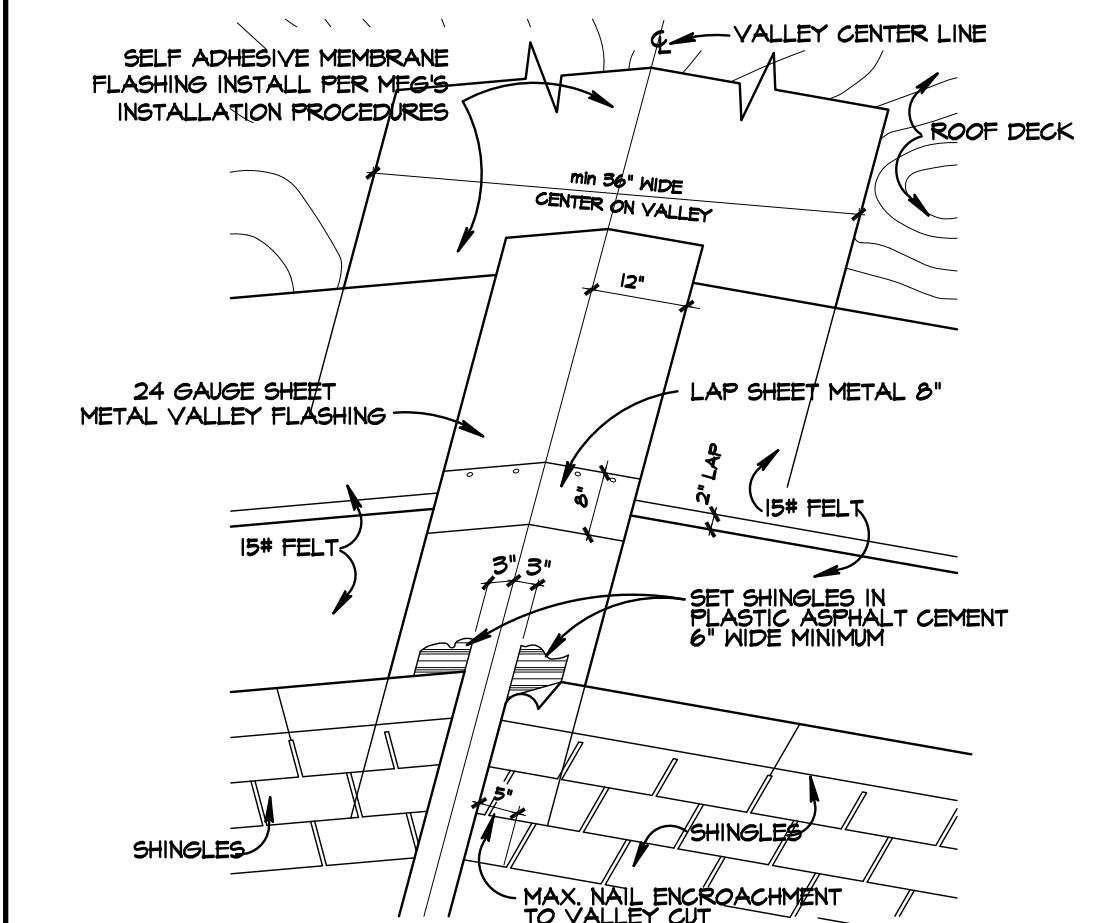 ℄ VALLEY CENTER LINE
SELF ADHESIVE MEMBRANE
FLASHING INSTALL PER MFG'S
INSTALLATION PROCEDURES
ROOF DECK
min 36" WIDE
CENTER ON VALLEY
12"
24 GAUGE SHEET
METAL VALLEY FLASHING
LAP SHEET METAL 8"
8"
2" LAP
15# FELT
15# FELT
3" 3"
SET SHINGLES IN
PLASTIC ASPHALT CEMENT
6" WIDE MINIMUM
5"
SHINGLES
SHINGLES
MAX. NAIL ENCROACHMENT
TO VALLEY CUT